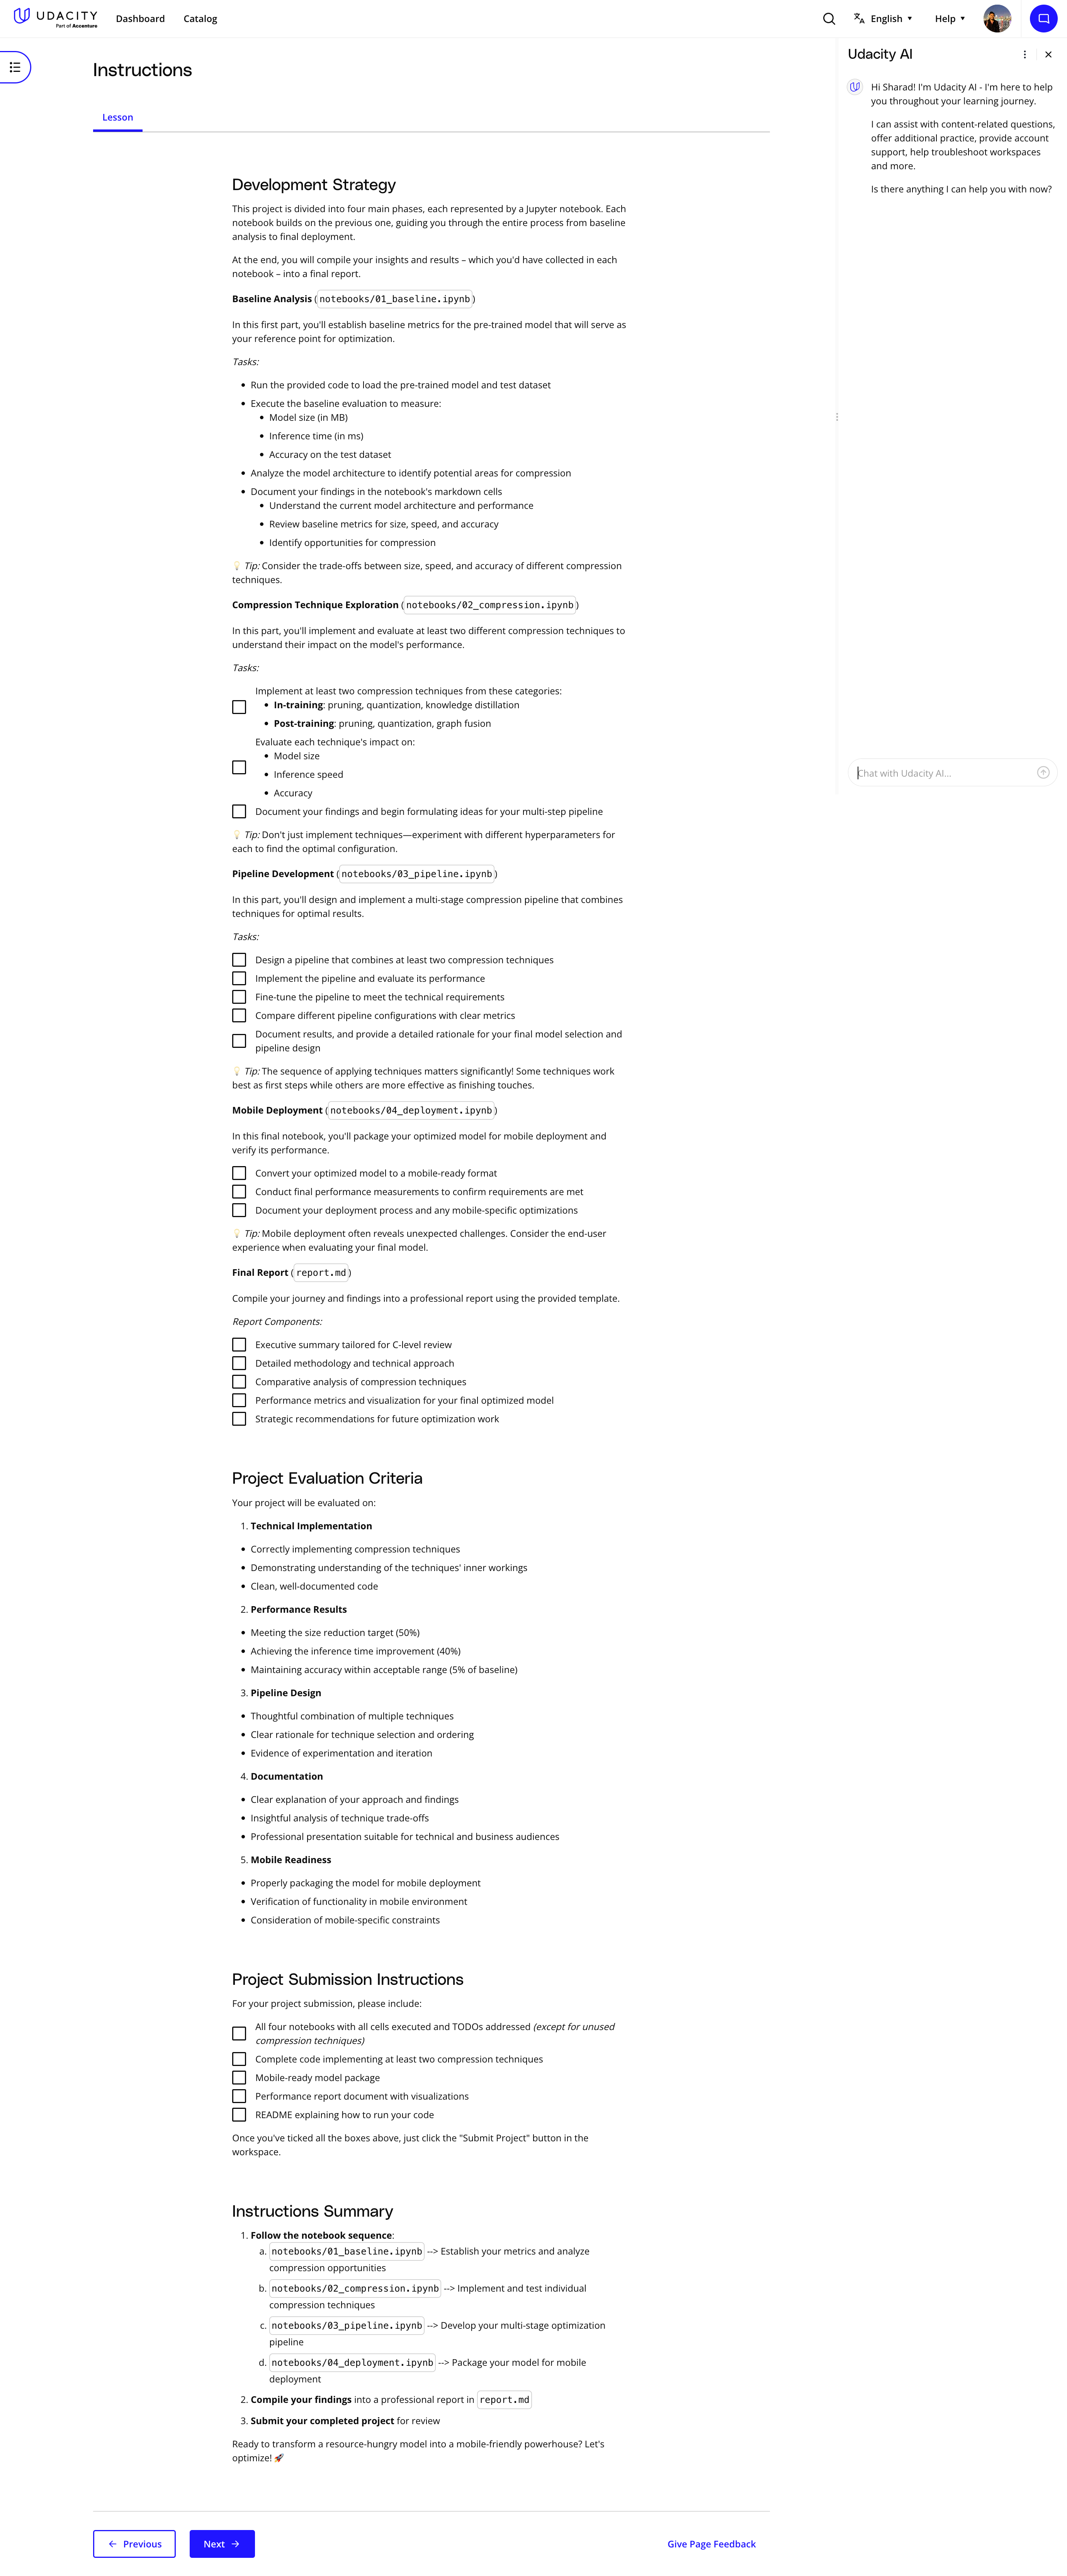 UDACITY
Part of Accenture
Dashboard
Catalog
English
Help
Udacity AI
Hi Sharad! I'm Udacity AI - I'm here to help
you throughout your learning journey.
I can assist with content-related questions,
offer additional practice, provide account
support, help troubleshoot workspaces
and more.
Is there anything I can help you with now?
Chat with Udacity AI...
Instructions
Lesson
Development Strategy
This project is divided into four main phases, each represented by a Jupyter notebook. Each
notebook builds on the previous one, guiding you through the entire process from baseline
analysis to final deployment.
At the end, you will compile your insights and results – which you'd have collected in each
notebook – into a final report.
Baseline Analysis (notebooks/01_baseline.ipynb)
In this first part, you'll establish baseline metrics for the pre-trained model that will serve as
your reference point for optimization.
Tasks:
• Run the provided code to load the pre-trained model and test dataset
• Execute the baseline evaluation to measure:
• Model size (in MB)
• Inference time (in ms)
• Accuracy on the test dataset
• Analyze the model architecture to identify potential areas for compression
• Document your findings in the notebook's markdown cells
• Understand the current model architecture and performance
• Review baseline metrics for size, speed, and accuracy
• Identify opportunities for compression
💡 Tip: Consider the trade-offs between size, speed, and accuracy of different compression
techniques.
Compression Technique Exploration (notebooks/02_compression.ipynb)
In this part, you'll implement and evaluate at least two different compression techniques to
understand their impact on the model's performance.
Tasks:
Implement at least two compression techniques from these categories:
• In-training: pruning, quantization, knowledge distillation
• Post-training: pruning, quantization, graph fusion
Evaluate each technique's impact on:
• Model size
• Inference speed
• Accuracy
Document your findings and begin formulating ideas for your multi-step pipeline
💡 Tip: Don't just implement techniques—experiment with different hyperparameters for
each to find the optimal configuration.
Pipeline Development (notebooks/03_pipeline.ipynb)
In this part, you'll design and implement a multi-stage compression pipeline that combines
techniques for optimal results.
Tasks:
Design a pipeline that combines at least two compression techniques
Implement the pipeline and evaluate its performance
Fine-tune the pipeline to meet the technical requirements
Compare different pipeline configurations with clear metrics
Document results, and provide a detailed rationale for your final model selection and
pipeline design
💡 Tip: The sequence of applying techniques matters significantly! Some techniques work
best as first steps while others are more effective as finishing touches.
Mobile Deployment (notebooks/04_deployment.ipynb)
In this final notebook, you'll package your optimized model for mobile deployment and
verify its performance.
Convert your optimized model to a mobile-ready format
Conduct final performance measurements to confirm requirements are met
Document your deployment process and any mobile-specific optimizations
💡 Tip: Mobile deployment often reveals unexpected challenges. Consider the end-user
experience when evaluating your final model.
Final Report (report.md)
Compile your journey and findings into a professional report using the provided template.
Report Components:
Executive summary tailored for C-level review
Detailed methodology and technical approach
Comparative analysis of compression techniques
Performance metrics and visualization for your final optimized model
Strategic recommendations for future optimization work
Project Evaluation Criteria
Your project will be evaluated on:
1. Technical Implementation
• Correctly implementing compression techniques
• Demonstrating understanding of the techniques' inner workings
• Clean, well-documented code
2. Performance Results
• Meeting the size reduction target (50%)
• Achieving the inference time improvement (40%)
• Maintaining accuracy within acceptable range (5% of baseline)
3. Pipeline Design
• Thoughtful combination of multiple techniques
• Clear rationale for technique selection and ordering
• Evidence of experimentation and iteration
4. Documentation
• Clear explanation of your approach and findings
• Insightful analysis of technique trade-offs
• Professional presentation suitable for technical and business audiences
5. Mobile Readiness
• Properly packaging the model for mobile deployment
• Verification of functionality in mobile environment
• Consideration of mobile-specific constraints
Project Submission Instructions
For your project submission, please include:
All four notebooks with all cells executed and TODOs addressed (except for unused
compression techniques)
Complete code implementing at least two compression techniques
Mobile-ready model package
Performance report document with visualizations
README explaining how to run your code
Once you've ticked all the boxes above, just click the "Submit Project" button in the
workspace.
Instructions Summary
1. Follow the notebook sequence:
a. notebooks/01_baseline.ipynb --> Establish your metrics and analyze
compression opportunities
b. notebooks/02_compression.ipynb --> Implement and test individual
compression techniques
c. notebooks/03_pipeline.ipynb --> Develop your multi-stage optimization
pipeline
d. notebooks/04_deployment.ipynb --> Package your model for mobile
deployment
2. Compile your findings into a professional report in report.md
3. Submit your completed project for review
Ready to transform a resource-hungry model into a mobile-friendly powerhouse? Let's
optimize! 🚀
← Previous
Next →
Give Page Feedback